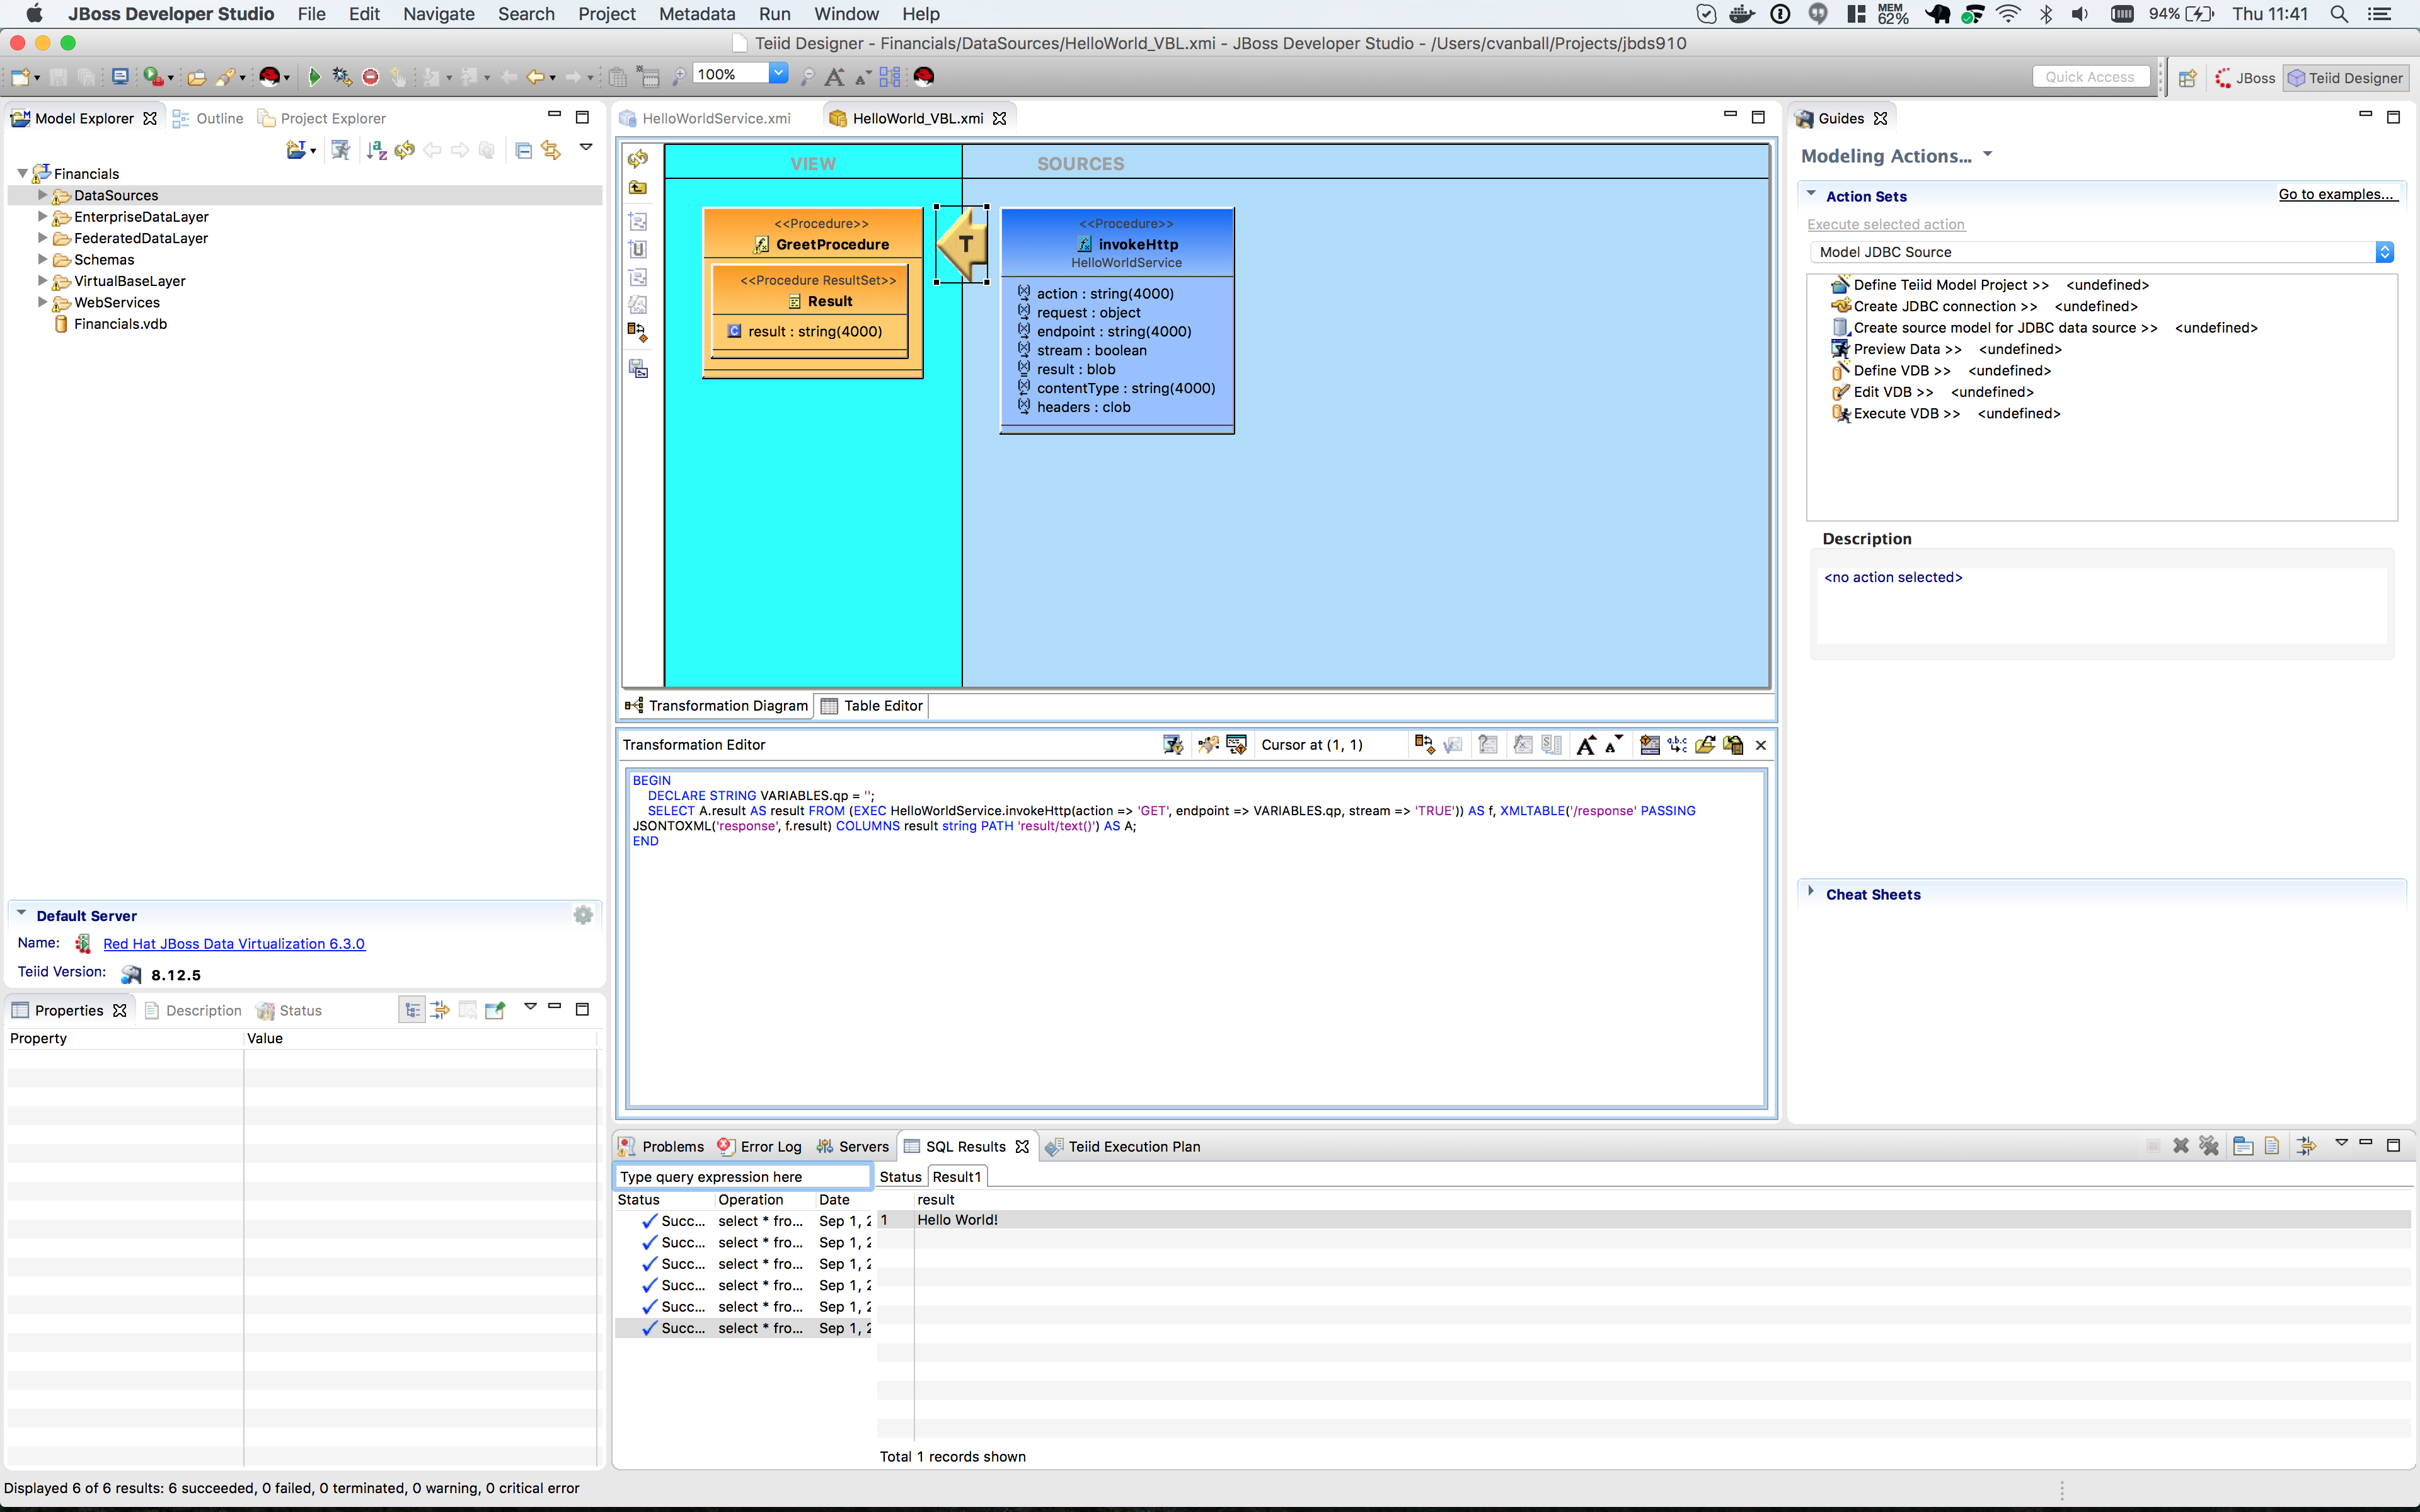 JBoss Developer Studio File Edit Navigate Search Project Metadata Run Window Help MEM 62% 94% Thu 11:41
Teiid Designer - Financials/DataSources/HelloWorld_VBL.xmi - JBoss Developer Studio - /Users/cvanball/Projects/jbds910
100% Quick Access JBoss Teiid Designer
Model Explorer Outline Project Explorer
Financials
DataSources
EnterpriseDataLayer
FederatedDataLayer
Schemas
VirtualBaseLayer
WebServices
Financials.vdb
Default Server
Name: Red Hat JBoss Data Virtualization 6.3.0
Teiid Version: 8.12.5
Properties Description Status
Property Value
HelloWorldService.xmi HelloWorld_VBL.xmi
VIEW SOURCES
<<Procedure>>
GreetProcedure
<<Procedure ResultSet>>
Result
result : string(4000)
T
<<Procedure>>
invokeHttp
HelloWorldService
action : string(4000)
request : object
endpoint : string(4000)
stream : boolean
result : blob
contentType : string(4000)
headers : clob
Transformation Diagram Table Editor
Transformation Editor Cursor at (1, 1)
BEGIN
DECLARE STRING VARIABLES.qp = '';
SELECT A.result AS result FROM (EXEC HelloWorldService.invokeHttp(action => 'GET', endpoint => VARIABLES.qp, stream => 'TRUE')) AS f, XMLTABLE('/response' PASSING
JSONTOXML('response', f.result) COLUMNS result string PATH 'result/text()') AS A;
END
Guides
Modeling Actions...
Action Sets Go to examples...
Execute selected action
Model JDBC Source
Define Teiid Model Project >> <undefined>
Create JDBC connection >> <undefined>
Create source model for JDBC data source >> <undefined>
Preview Data >> <undefined>
Define VDB >> <undefined>
Edit VDB >> <undefined>
Execute VDB >> <undefined>
Description
<no action selected>
Cheat Sheets
Problems Error Log Servers SQL Results Teiid Execution Plan
Type query expression here
Status Operation Date
Succ... select * fro... Sep 1, 2
Succ... select * fro... Sep 1, 2
Succ... select * fro... Sep 1, 2
Succ... select * fro... Sep 1, 2
Succ... select * fro... Sep 1, 2
Succ... select * fro... Sep 1, 2
Status Result1
result
1 Hello World!
Total 1 records shown
Displayed 6 of 6 results: 6 succeeded, 0 failed, 0 terminated, 0 warning, 0 critical error